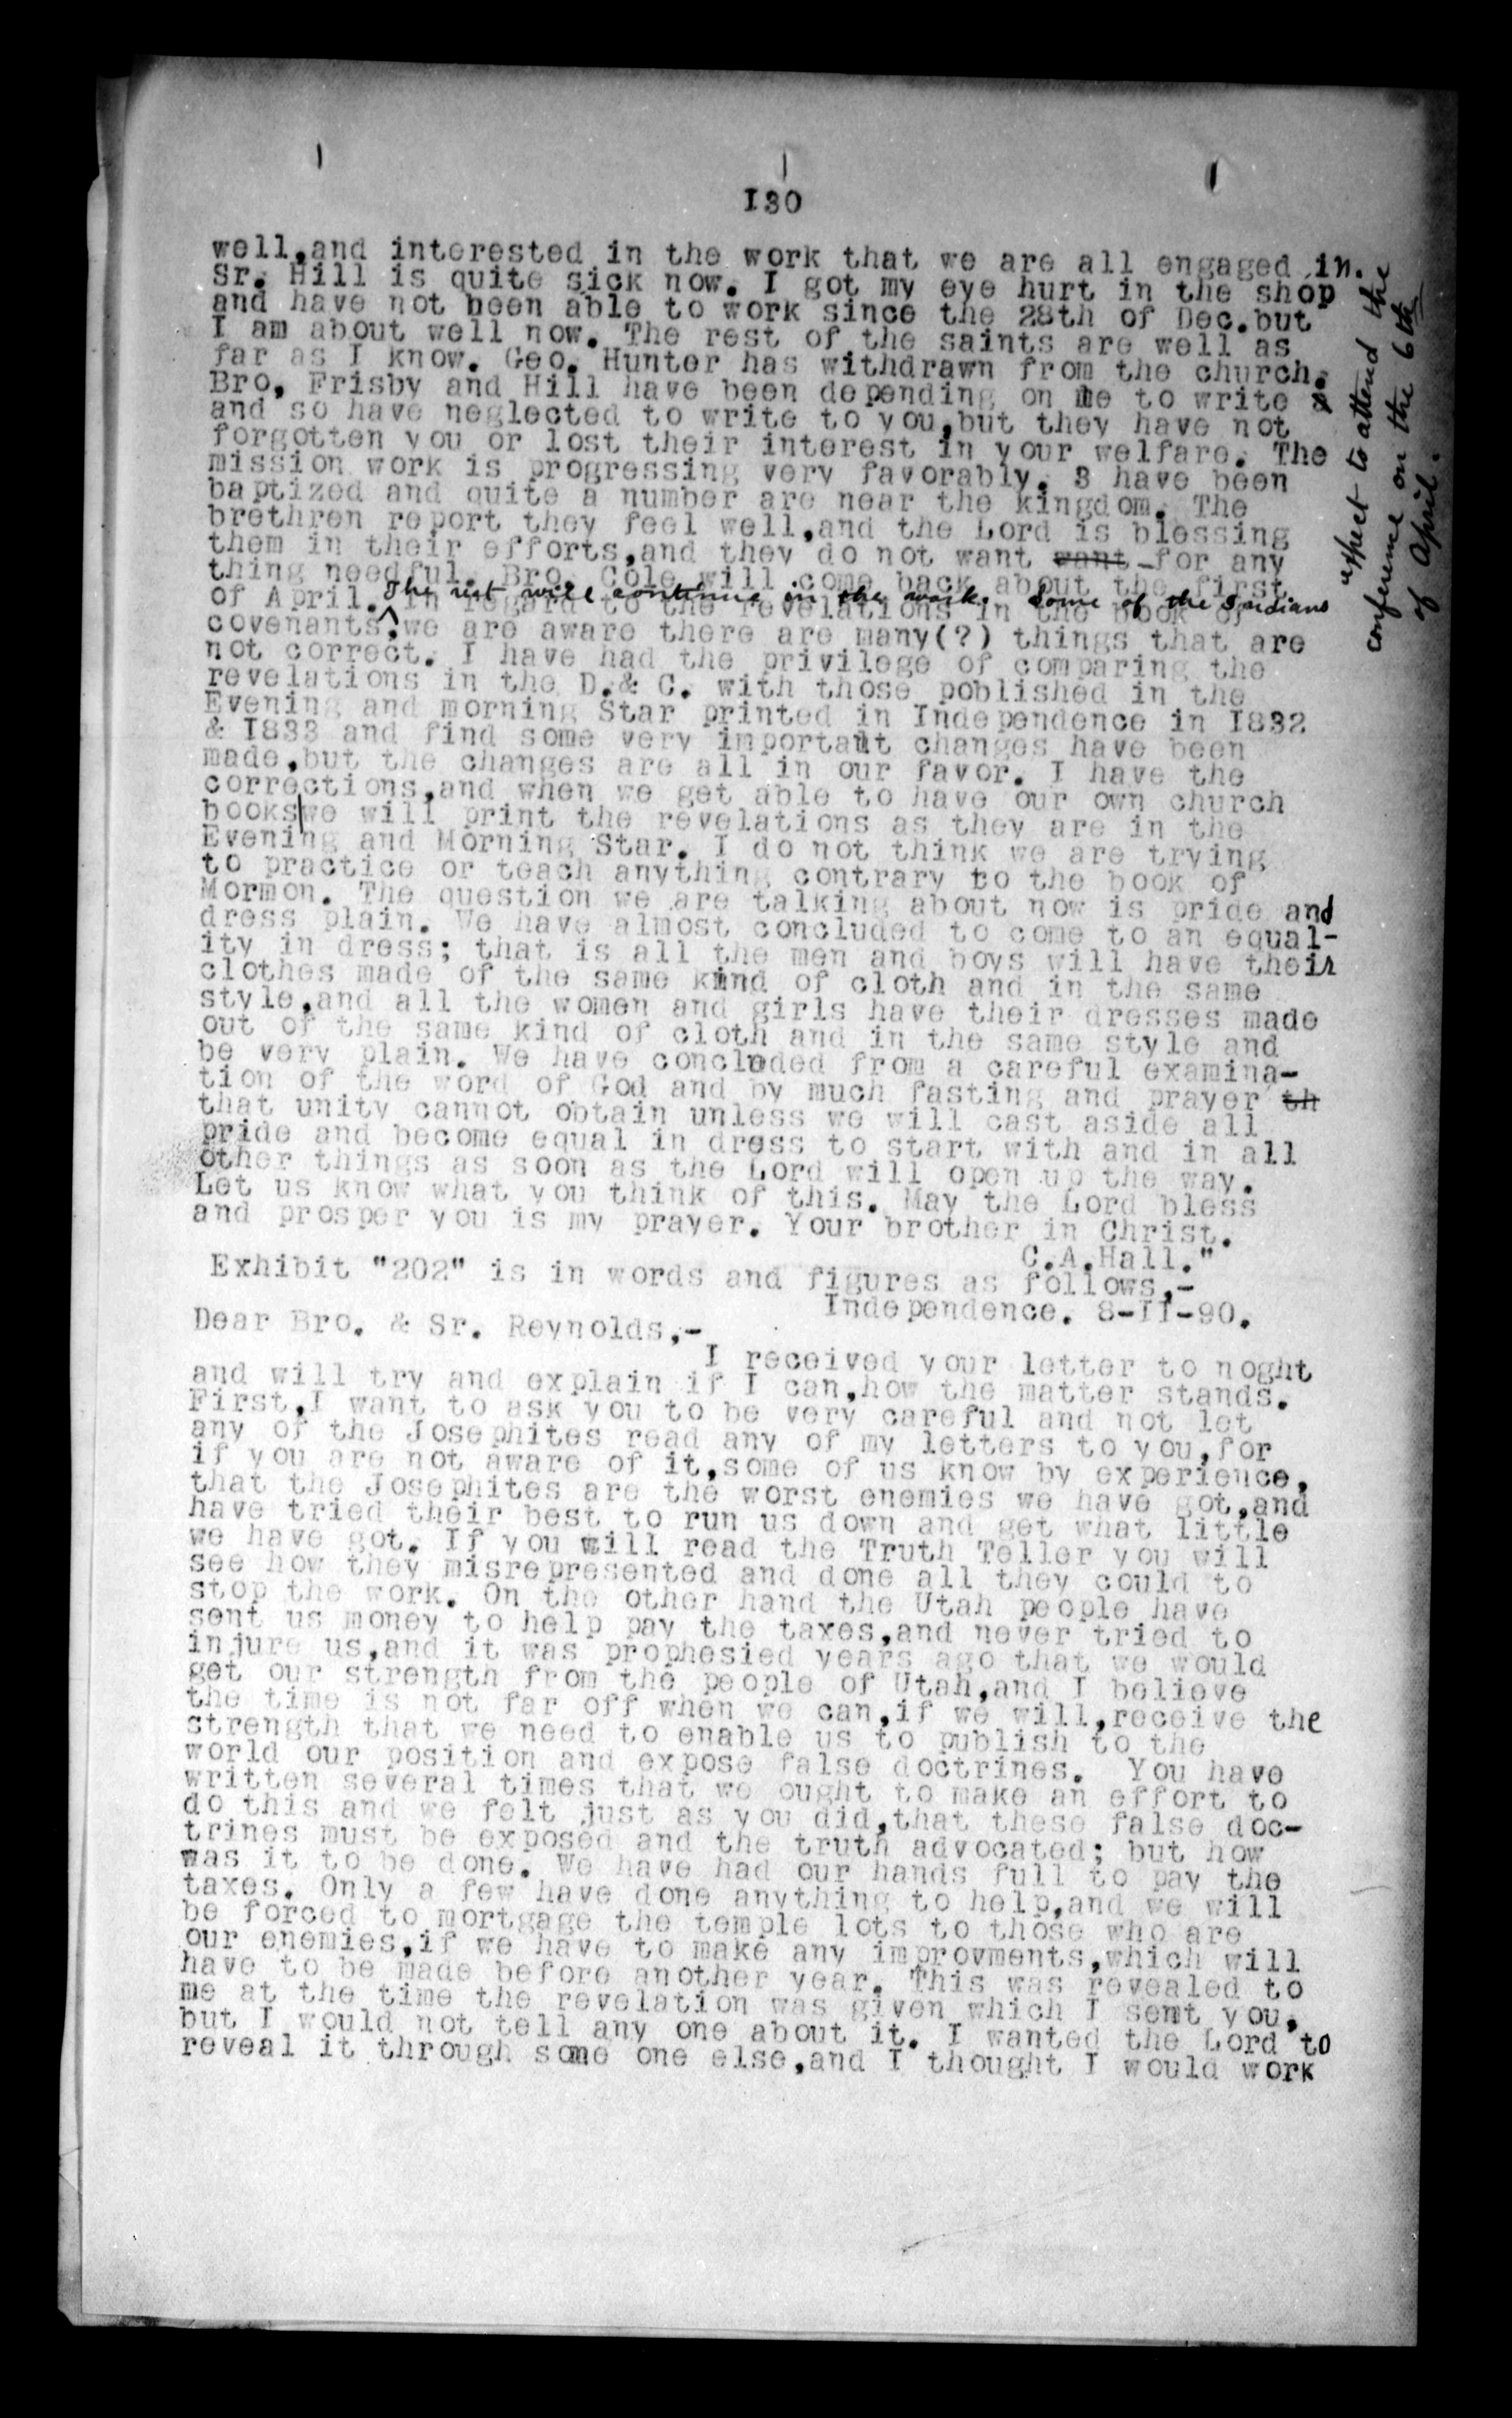 130
well,and interested in the work that we are all engaged in.
Sr. Hill is quite sick now. I got my eye hurt in the shop
and have not been able to work since the 28th of Dec.but
I am about well now. The rest of the saints are well as
far as I know. Geo. Hunter has withdrawn from the church.
Bro, Frisby and Hill have been depending on me to write
and so have neglected to write to you,but they have not
forgotten you or lost their interest in your welfare. The
mission work is progressing very favorably. 3 have been
baptized and quite a number are near the kingdom. The
brethren report they feel well,and the Lord is blessing
them in their efforts,and they do not want want for any
thing needful. Bro. Cole will come back about the first
The rest will continue in the work. Some of the Indians
expect to attend the
conference on the 6th
of April.
of April. In regard to the revelations in the book of
covenants,we are aware there are many(?) things that are
not correct. I have had the privilege of comparing the
revelations in the D.& C. with those poblished in the
Evening and morning Star printed in Independence in 1832
& 1833 and find some very important changes have been
made,but the changes are all in our favor. I have the
corrections,and when we get able to have our own church
books we will print the revelations as they are in the
Evening and Morning Star. I do not think we are trying
to practice or teach anything contrary to the book of
Mormon. The question we are talking about now is pride and
dress plain. We have almost concluded to come to an equal-
ity in dress; that is all the men and boys will have their
clothes made of the same kind of cloth and in the same
style,and all the women and girls have their dresses made
out of the same kind of cloth and in the same style and
be very plain. We have concluded from a careful examina-
tion of the word of God and by much fasting and prayer th
that unity cannot obtain unless we will cast aside all
pride and become equal in dress to start with and in all
other things as soon as the Lord will open up the way.
Let us know what you think of this. May the Lord bless
and prosper you is my prayer. Your brother in Christ.
C.A.Hall."
Exhibit "202" is in words and figures as follows,-
Independence. 8-11-90.
Dear Bro. & Sr. Reynolds,-
I received your letter to noght
and will try and explain if I can,how the matter stands.
First,I want to ask you to be very careful and not let
any of the Josephites read any of my letters to you,for
if you are not aware of it,some of us know by experience,
that the Josephites are the worst enemies we have got,and
have tried their best to run us down and get what little
we have got. If you will read the Truth Teller you will
see how they misrepresented and done all they could to
stop the work. On the other hand the Utah people have
sent us money to help pay the taxes,and never tried to
injure us,and it was prophesied years ago that we would
get our strength from the people of Utah,and I believe
the time is not far off when we can,if we will,receive the
strength that we need to enable us to publish to the
world our position and expose false doctrines. You have
written several times that we ought to make an effort to
do this and we felt just as you did,that these false doc-
trines must be exposed and the truth advocated; but how
was it to be done. We have had our hands full to pay the
taxes. Only a few have done anything to help,and we will
be forced to mortgage the temple lots to those who are
our enemies,if we have to make any improvments,which will
have to be made before another year. This was revealed to
me at the time the revelation was given which I sent you,
but I would not tell any one about it. I wanted the Lord to
reveal it through some one else,and I thought I would work